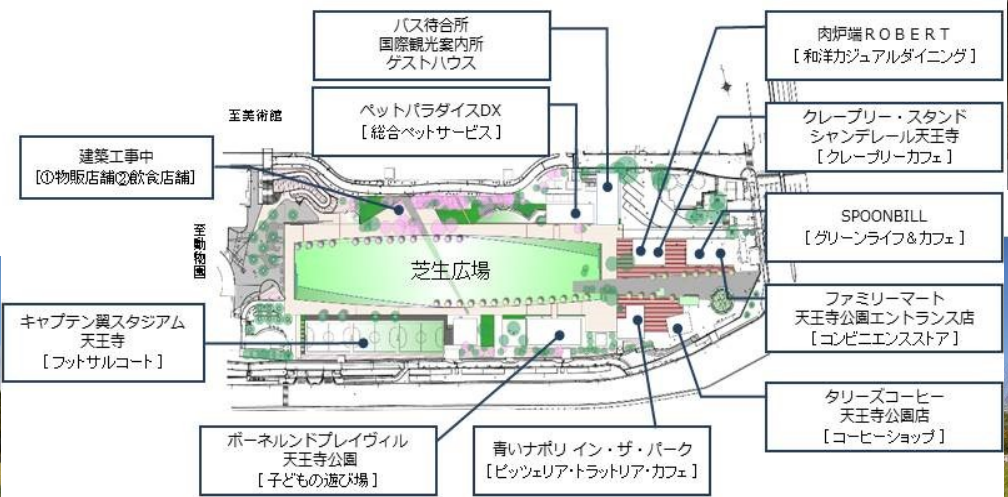 バス待合所
国際観光案内所
ゲストハウス
肉炉端ROBERT
[ 和洋カジュアルダイニング ]
至美術館
ペットパラダイスDX
[ 総合ペットサービス ]
クレープリー・スタンド
シャンデレール天王寺
[ クレープリーカフェ ]
建築工事中
[①物販店舗②飲食店舗]
至動物園
SPOONBILL
[ グリーンライフ&カフェ ]
芝生広場
キャプテン翼スタジアム
天王寺
[ フットサルコート ]
ファミリーマート
天王寺公園エントランス店
[ コンビニエンスストア ]
タリーズコーヒー
天王寺公園店
[ コーヒーショップ ]
ボーネルンドプレイヴィル
天王寺公園
[ 子どもの遊び場 ]
青いナポリ イン・ザ・パーク
[ ピッツェリア・トラットリア・カフェ ]